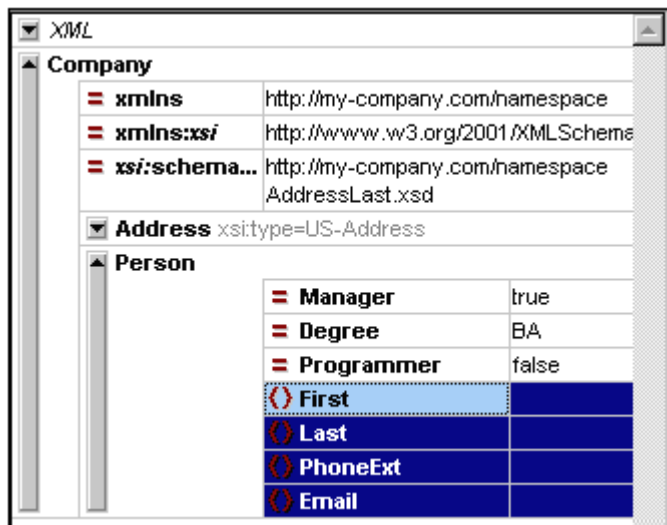 XML
Company
= xmlns http://my-company.com/namespace
= xmlns:xsi http://www.w3.org/2001/XMLSchema
= xsi:schema... http://my-company.com/namespace
AddressLast.xsd
Address xsi:type=US-Address
Person
= Manager true
= Degree BA
= Programmer false
() First
() Last
() PhoneExt
() Email